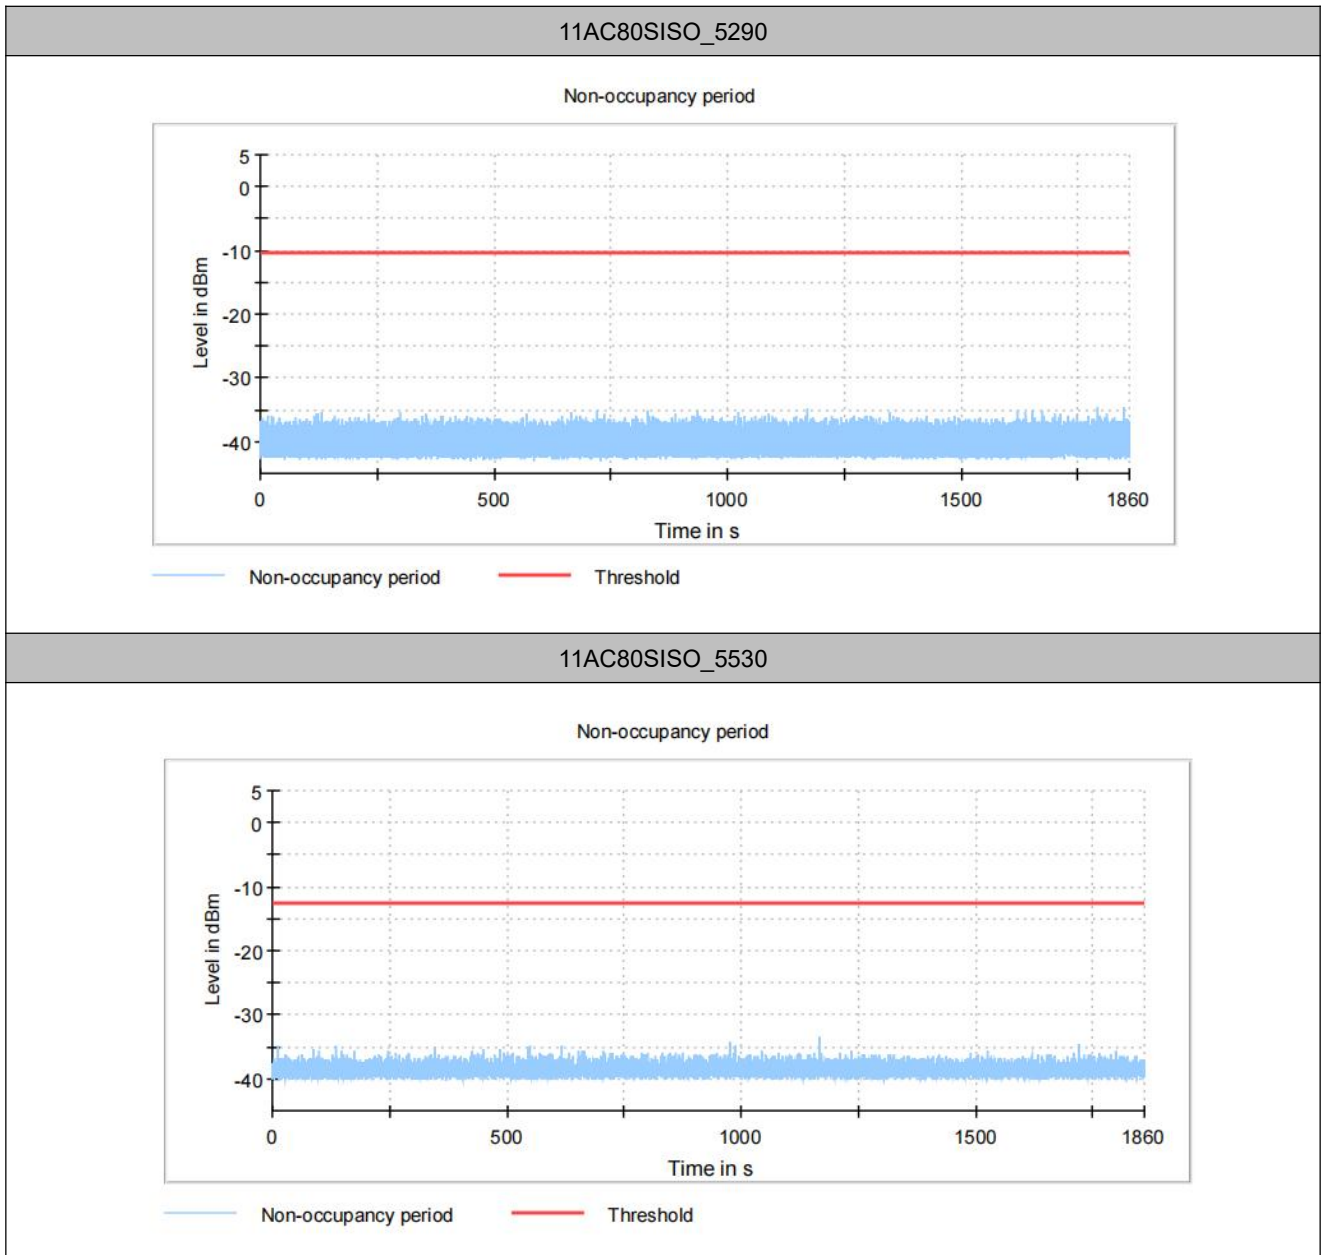 11AC80SISO_5290
Non-occupancy period
5
0
-10
-20
-30
-40
Level in dBm
0 500 1000 1500 1860
Time in s
Non-occupancy period Threshold
11AC80SISO_5530
Non-occupancy period
5
0
-10
-20
-30
-40
Level in dBm
0 500 1000 1500 1860
Time in s
Non-occupancy period Threshold